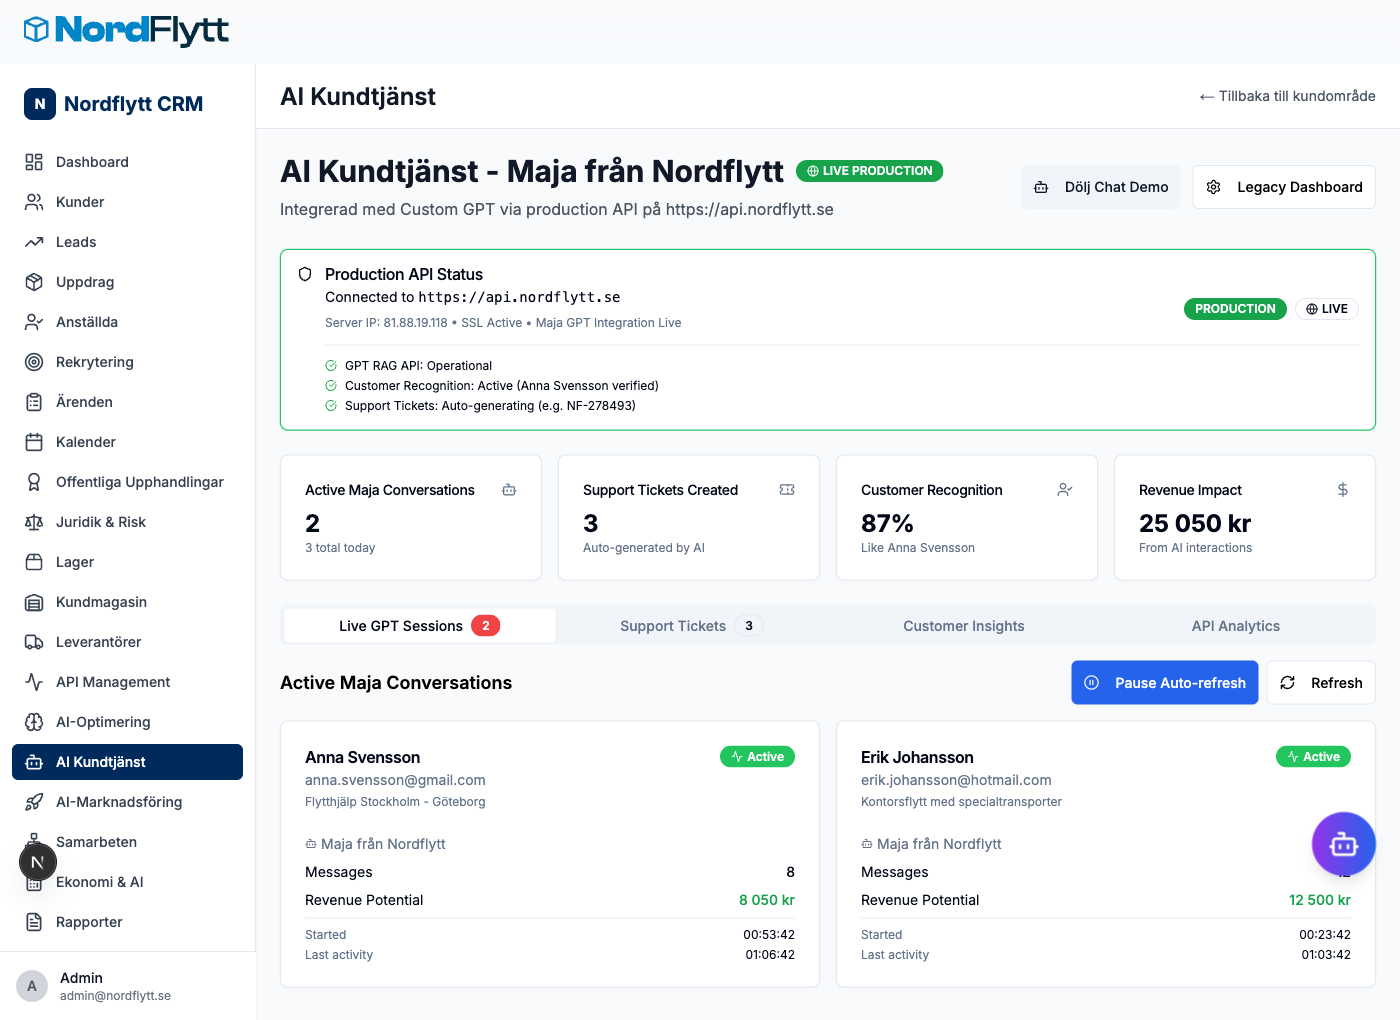 NordFlytt
N Nordflytt CRM
Dashboard
Kunder
Leads
Uppdrag
Anställda
Rekrytering
Ärenden
Kalender
Offentliga Upphandlingar
Juridik & Risk
Lager
Kundmagasin
Leverantörer
API Management
AI-Optimering
AI Kundtjänst
AI-Marknadsföring
Samarbeten
N
Ekonomi & AI
Rapporter
A
Admin
admin@nordflytt.se
AI Kundtjänst
← Tillbaka till kundområde
AI Kundtjänst - Maja från Nordflytt
LIVE PRODUCTION
Integrerad med Custom GPT via production API på https://api.nordflytt.se
Dölj Chat Demo
Legacy Dashboard
Production API Status
Connected to https://api.nordflytt.se
Server IP: 81.88.19.118 • SSL Active • Maja GPT Integration Live
PRODUCTION
LIVE
GPT RAG API: Operational
Customer Recognition: Active (Anna Svensson verified)
Support Tickets: Auto-generating (e.g. NF-278493)
Active Maja Conversations
2
3 total today
Support Tickets Created
3
Auto-generated by AI
Customer Recognition
87%
Like Anna Svensson
Revenue Impact
25 050 kr
From AI interactions
Live GPT Sessions 2
Support Tickets 3
Customer Insights
API Analytics
Active Maja Conversations
Pause Auto-refresh
Refresh
Anna Svensson
Active
anna.svensson@gmail.com
Flytthjälp Stockholm - Göteborg
Maja från Nordflytt
Messages 8
Revenue Potential 8 050 kr
Started 00:53:42
Last activity 01:06:42
Erik Johansson
Active
erik.johansson@hotmail.com
Kontorsflytt med specialtransporter
Maja från Nordflytt
Messages
Revenue Potential 12 500 kr
Started 00:23:42
Last activity 01:03:42